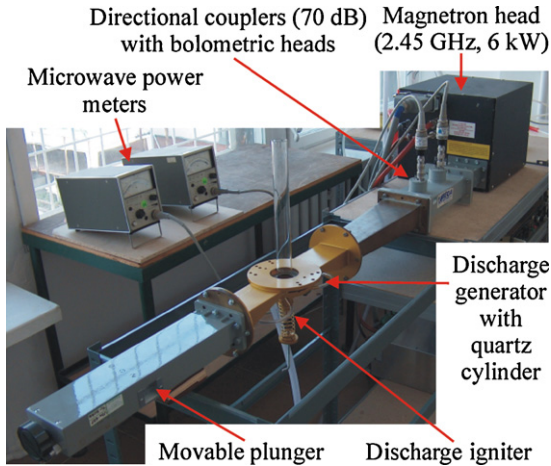 Directional couplers (70 dB)
with bolometric heads
Magnetron head
(2.45 GHz, 6 kW)
Microwave power
meters
Discharge
generator
with
quartz
cylinder
Movable plunger
Discharge igniter